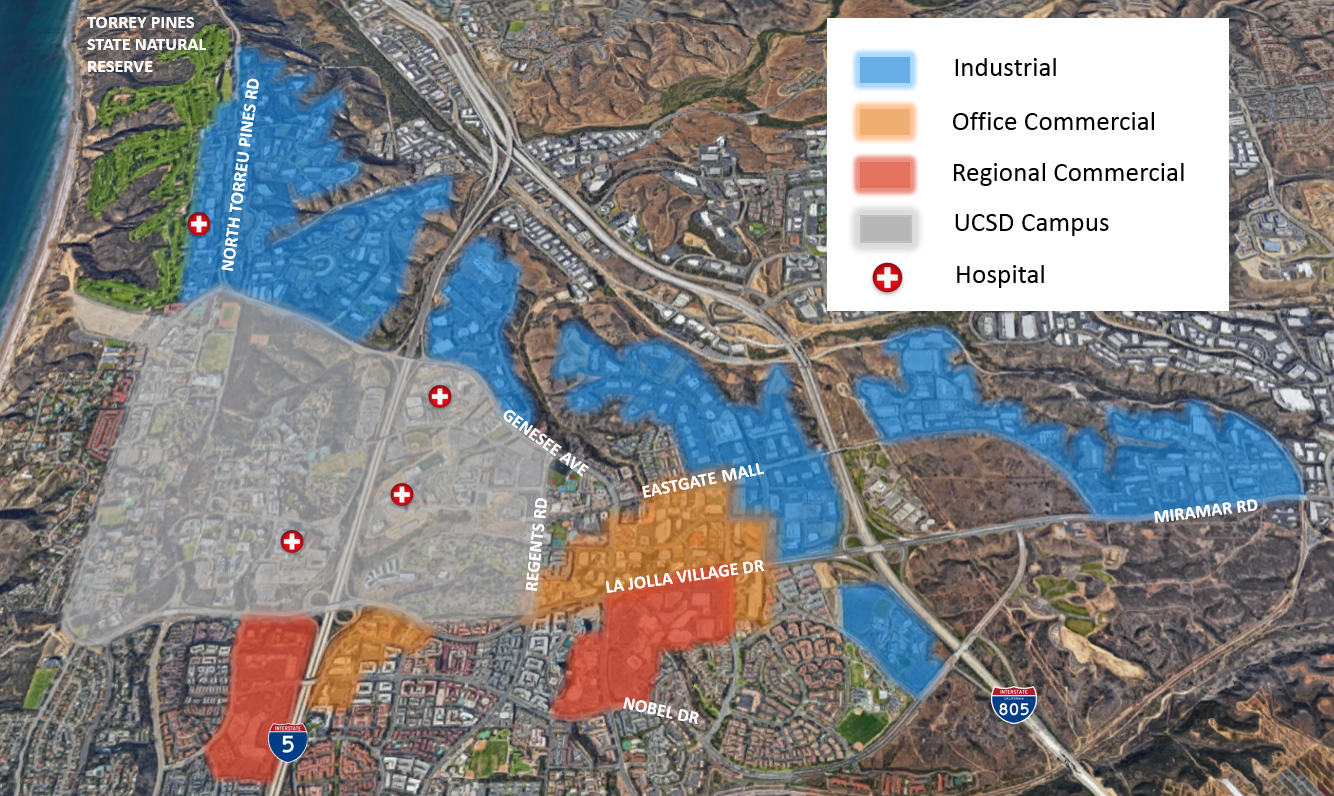 TORREY PINES
STATE NATURAL
RESERVE
NORTH TORREU PINES RD
Industrial
Office Commercial
Regional Commercial
UCSD Campus
Hospital
GENESEE AVE
EASTGATE MALL
REGENTS RD
MIRAMAR RD
LA JOLLA VILLAGE DR
NOBEL DR
INTERSTATE
CALIFORNIA
805
INTERSTATE
5